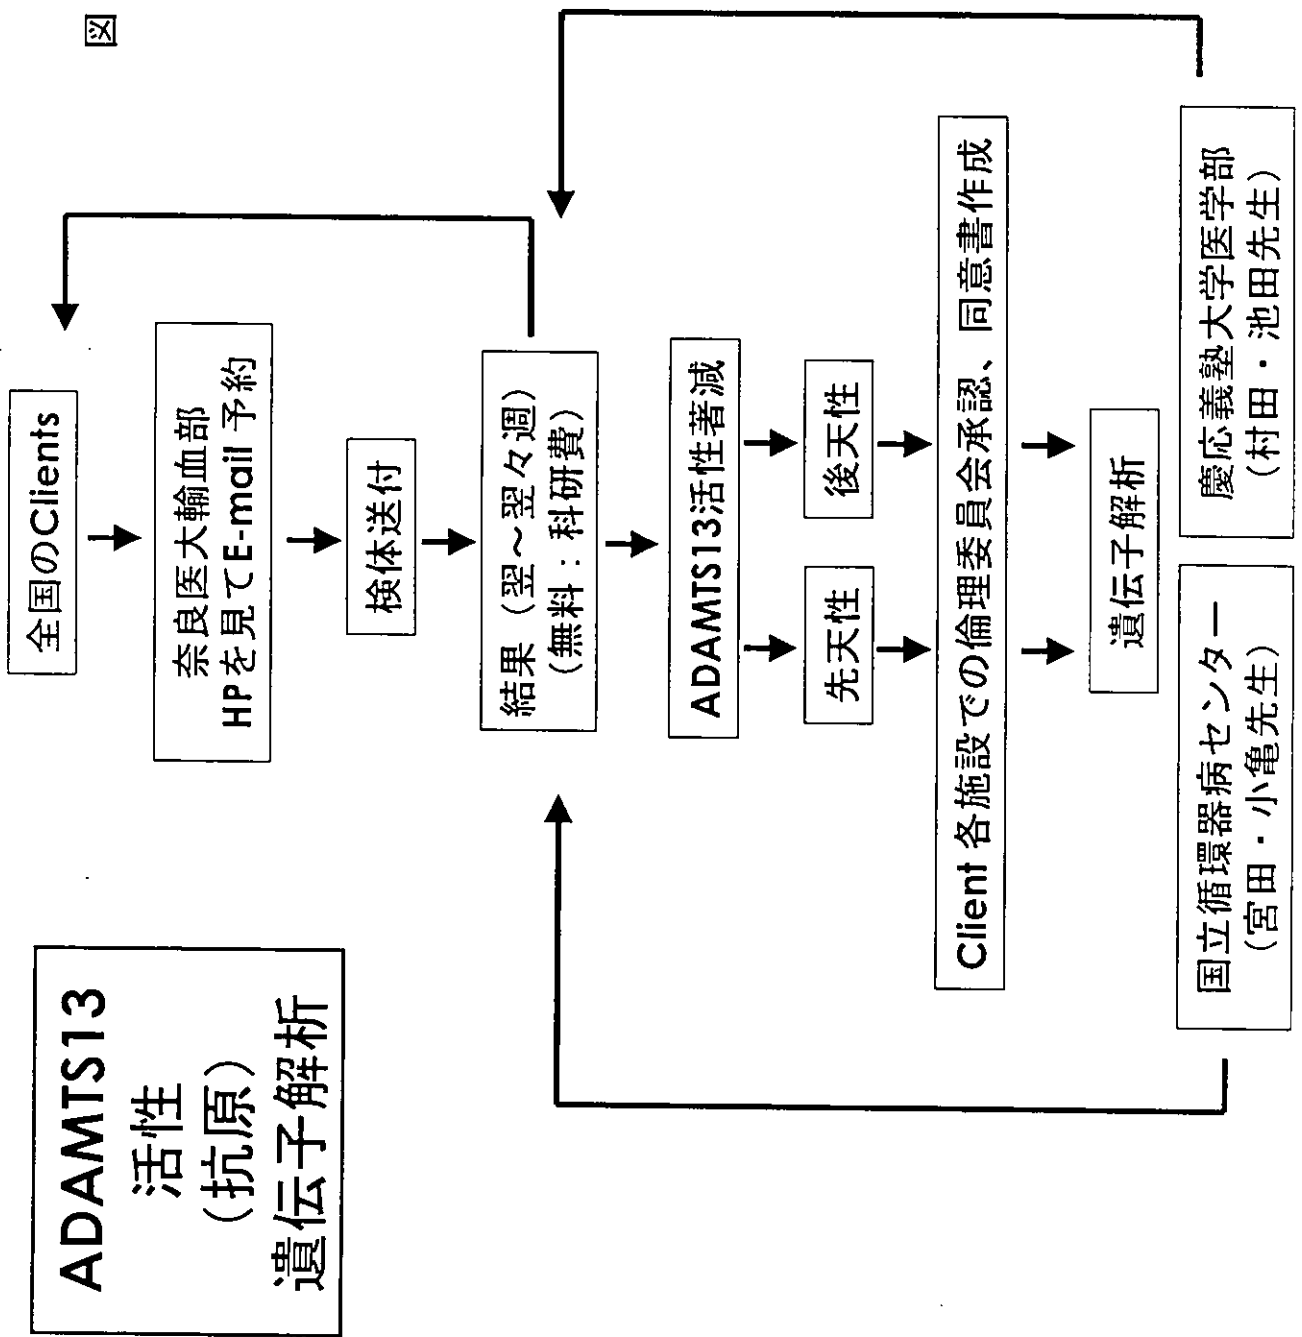 図
ADAMTS13
活性
(抗原)
遺伝子解析
全国のClients
奈良医大輸血部
HPを見てE-mail 予約
検体送付
結果（翌～翌々週）
(無料：科研費)
ADAMTS13活性著減
先天性
後天性
Client 各施設での倫理委員会承認、同意書作成
遺伝子解析
国立循環器病センター
(宮田・小亀先生)
慶応義塾大学医学部
(村田・池田先生)